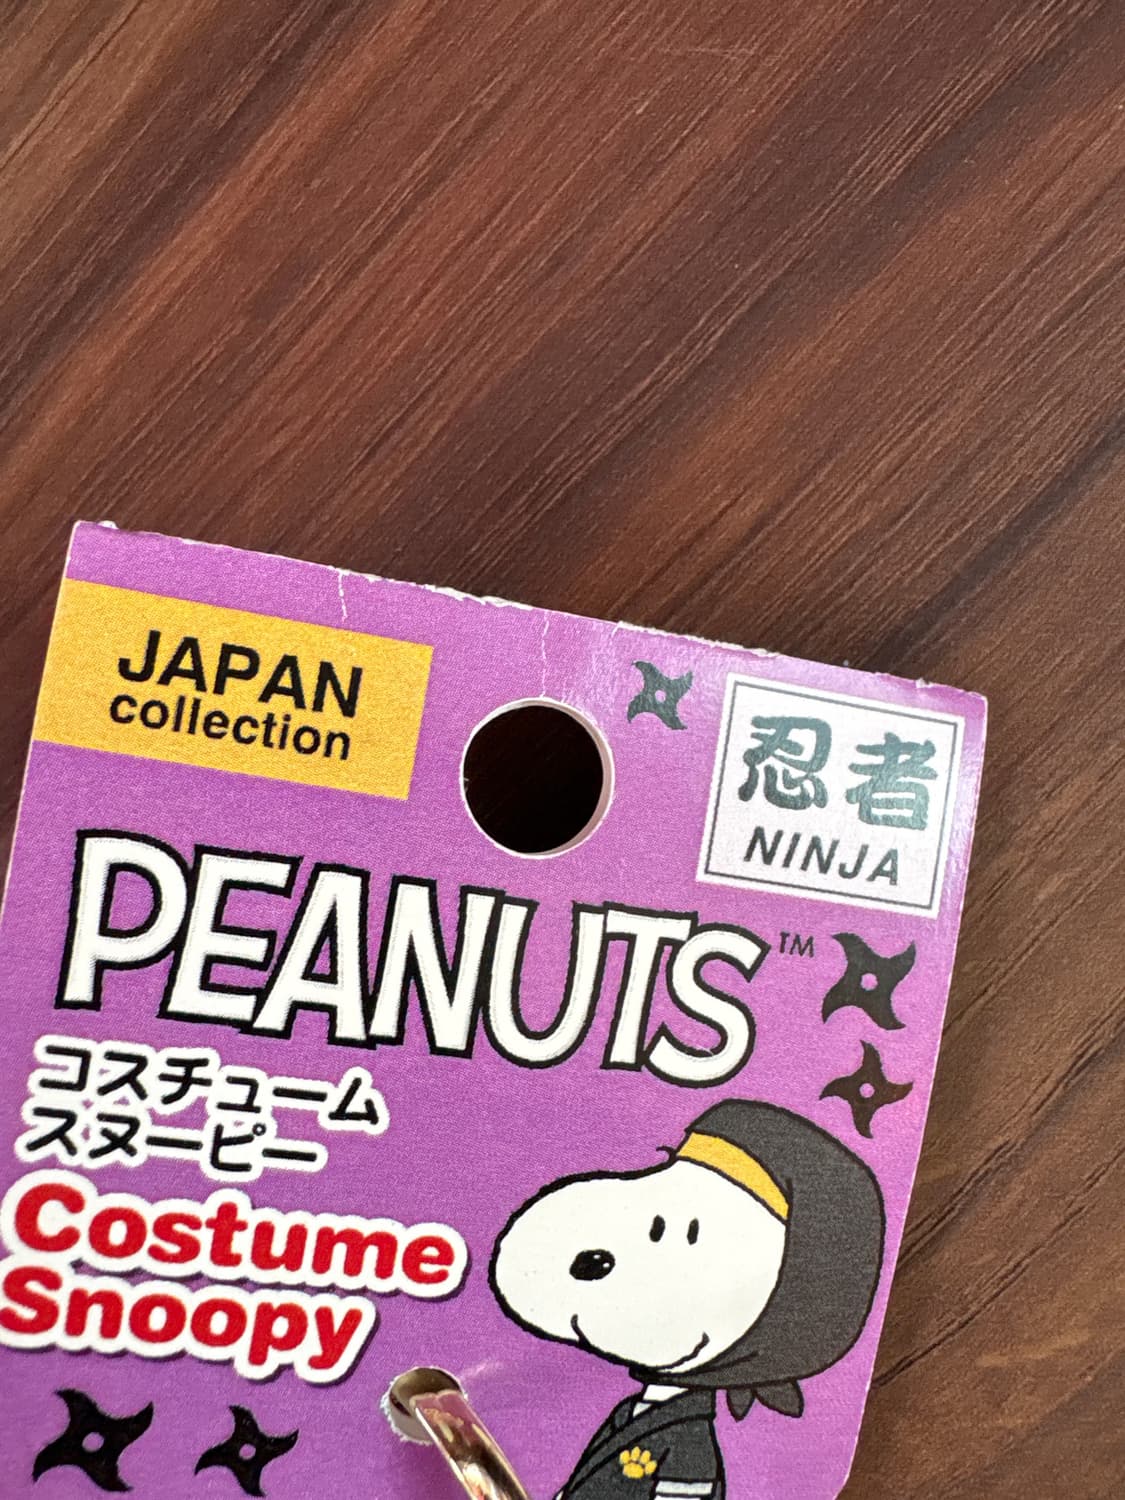 JAPAN
collection
忍者
NINJA
PEANUTS™
コスチューム
スヌーピー
Costume
Snoopy